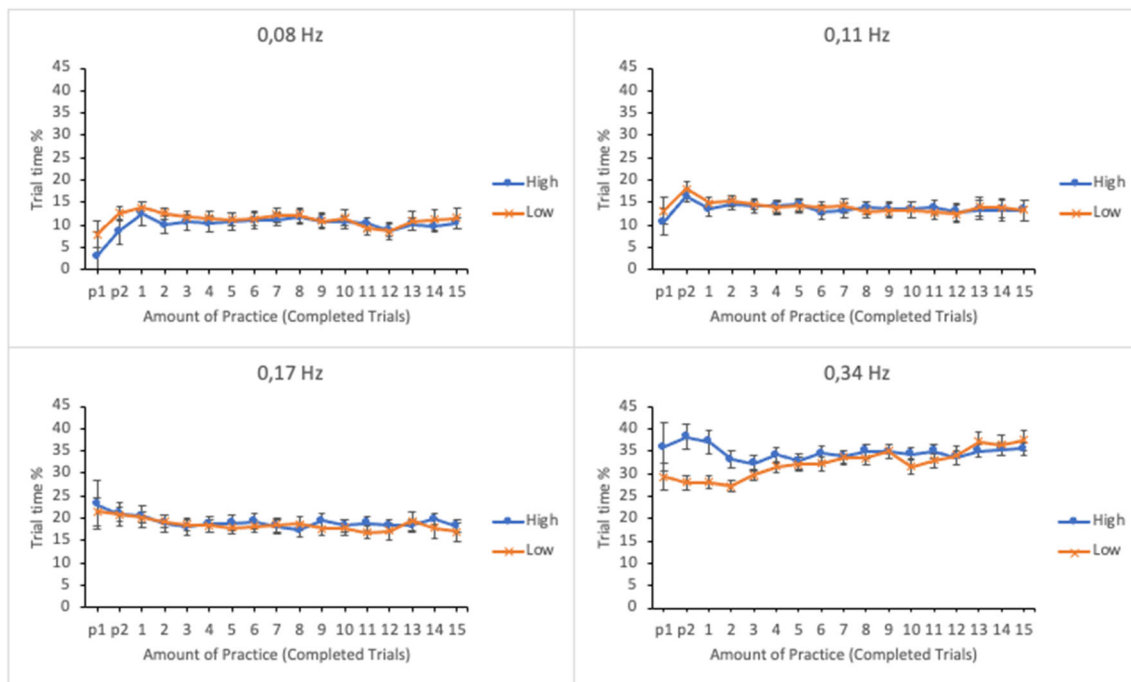 0,08 Hz
Trial time %
45
40
35
30
25
20
15
10
5
0
p1 p2 1 2 3 4 5 6 7 8 9 10 11 12 13 14 15
Amount of Practice (Completed Trials)
High
Low
0,11 Hz
Trial time %
45
40
35
30
25
20
15
10
5
0
p1 p2 1 2 3 4 5 6 7 8 9 10 11 12 13 14 15
Amount of Practice (Completed Trials)
High
Low
0,17 Hz
Trial time %
45
40
35
30
25
20
15
10
5
0
p1 p2 1 2 3 4 5 6 7 8 9 10 11 12 13 14 15
Amount of Practice (Completed Trials)
High
Low
0,34 Hz
Trial time %
45
40
35
30
25
20
15
10
5
0
p1 p2 1 2 3 4 5 6 7 8 9 10 11 12 13 14 15
Amount of Practice (Completed Trials)
High
Low